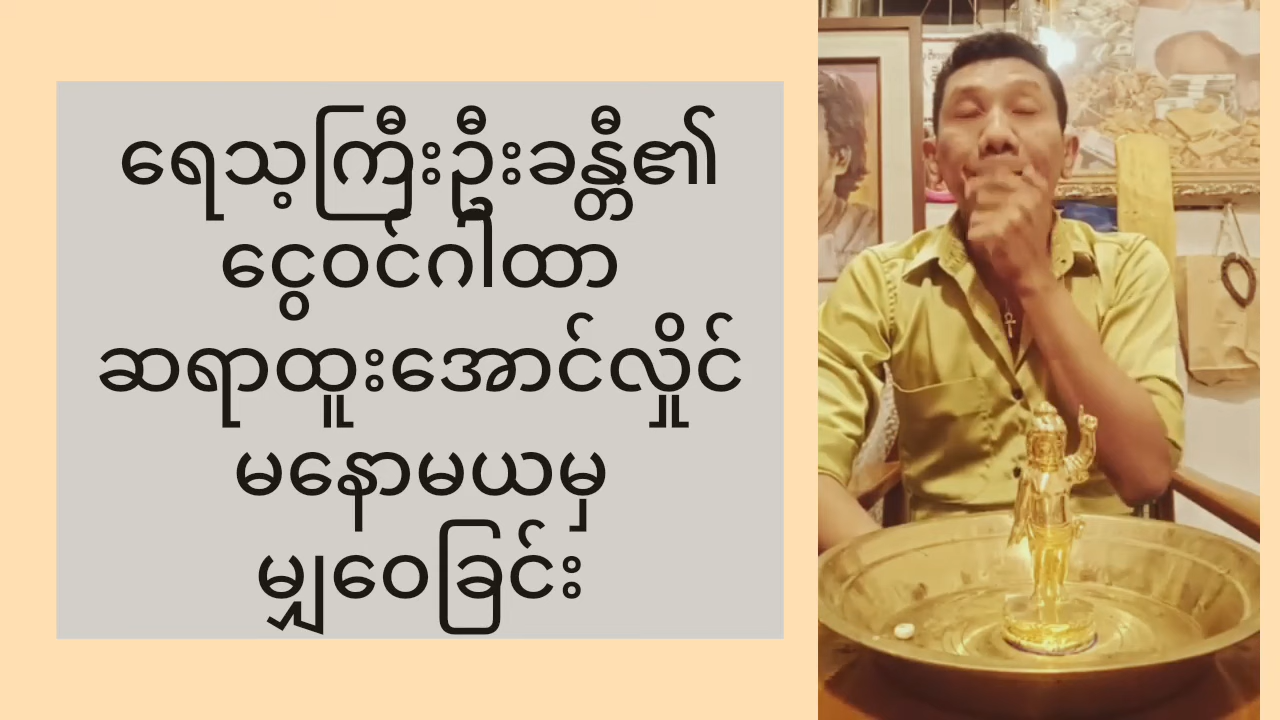 ရေသ့ကြီးဦးခန္တီ၏
ငွေဝင်ဂါထာ
ဆရာထူးအောင်လှိုင်
မနောမယမှ
မျှဝေခြင်း